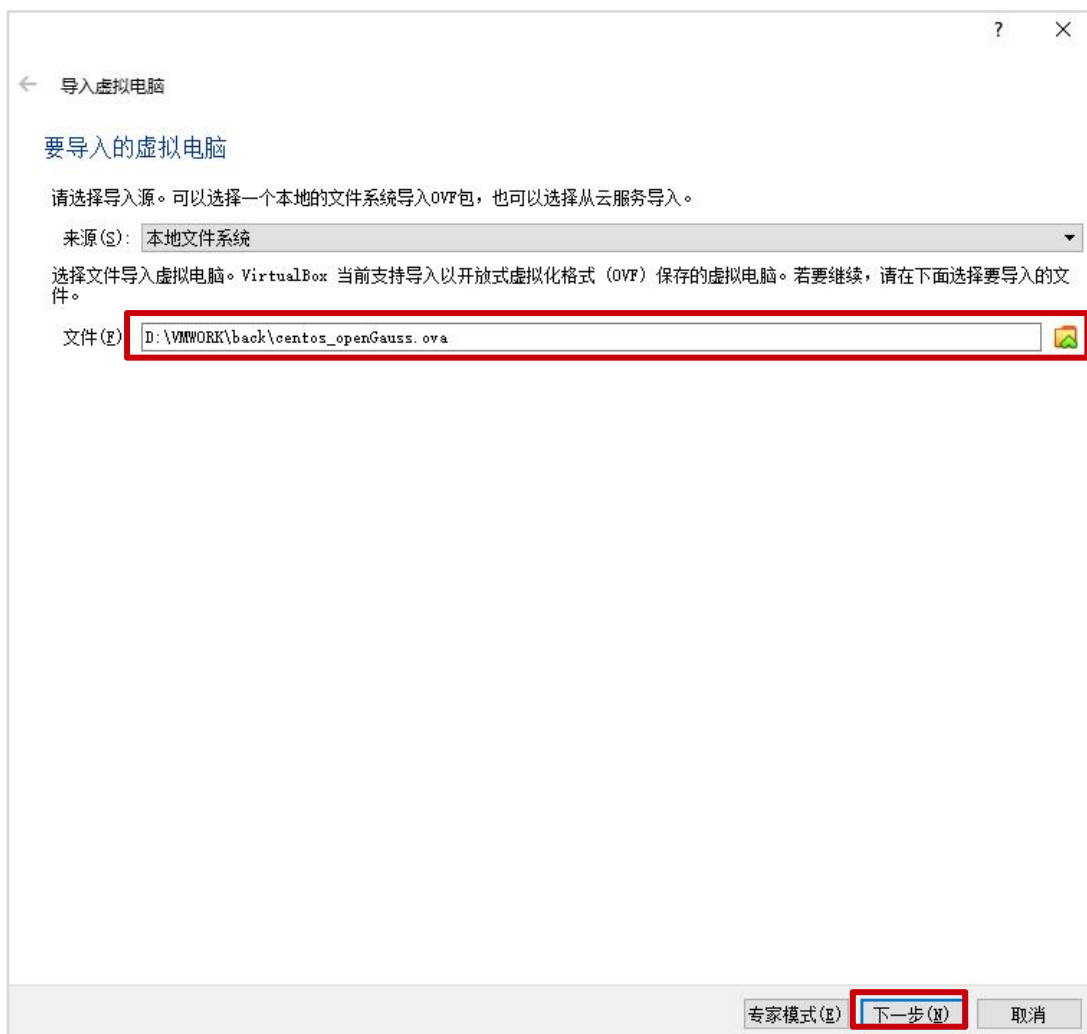 ?
导入虚拟电脑
要导入的虚拟电脑
请选择导入源。可以选择一个本地的文件系统导入OVF包，也可以选择从云服务导入。
来源(S): 本地文件系统
选择文件导入虚拟电脑。VirtualBox 当前支持导入以开放式虚拟化格式 (OVF) 保存的虚拟电脑。若要继续，请在下面选择要导入的文
件。
文件(F) D:\VMWORK\back\centos_openGauss.ova
专家模式(E) 下一步(N) 取消